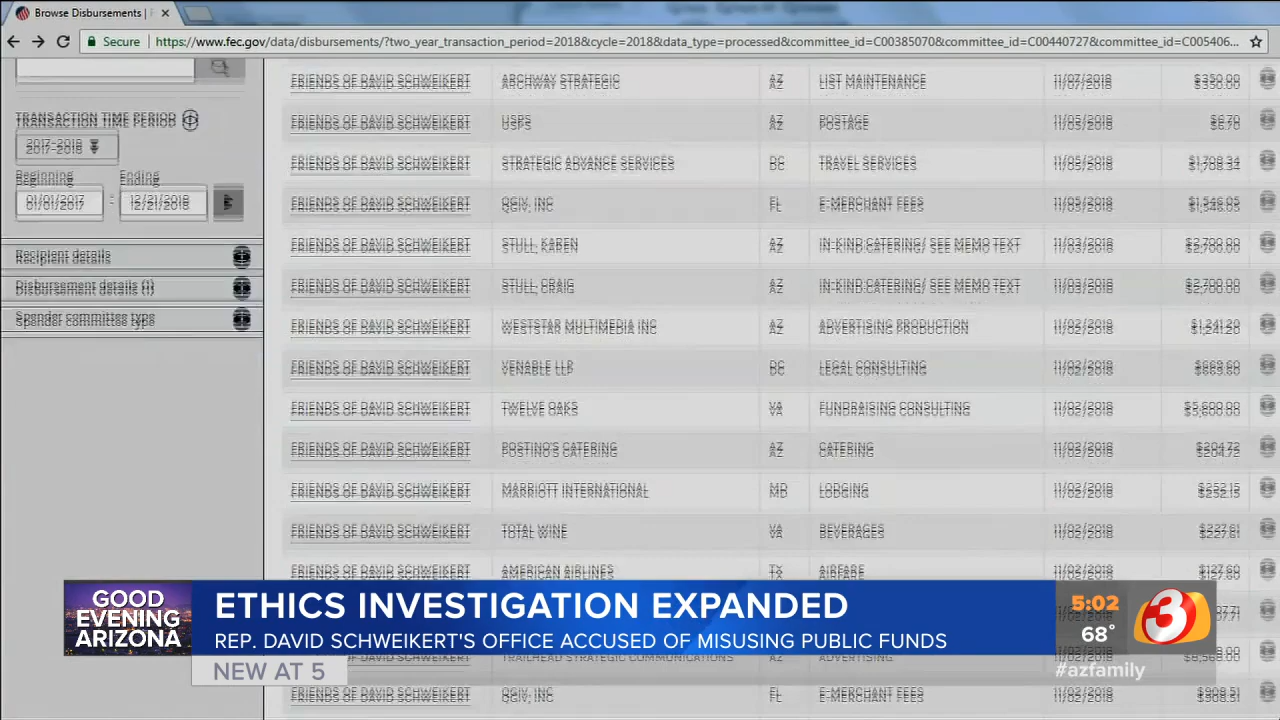 Browse Disbursements |
Secure | https://www.fec.gov/data/disbursements/?two_year_transaction_period=2018&cycle=2018&data_type=processed&committee_id=C00385070&committee_id=C00440727&committee_id=C005406...
TRANSACTION TIME PERIOD
2017-2018
Beginning Ending
01/01/2017 - 12/21/2018
Recipient details
Disbursement details (1)
Spender committee type
FRIENDS OF DAVID SCHWEIKERT ARCHWAY STRATEGIC AZ LIST MAINTENANCE 11/07/2018 $350.00
FRIENDS OF DAVID SCHWEIKERT USPS AZ POSTAGE 11/05/2018 $6.70
FRIENDS OF DAVID SCHWEIKERT STRATEGIC ADVANCE SERVICES DC TRAVEL SERVICES 11/05/2018 $1,708.34
FRIENDS OF DAVID SCHWEIKERT QGIV, INC FL E-MERCHANT FEES 11/05/2018
FRIENDS OF DAVID SCHWEIKERT STULL, KAREN AZ IN-KIND:CATERING/ SEE MEMO TEXT 11/03/2018 $2,700.00
FRIENDS OF DAVID SCHWEIKERT STULL, CRAIG AZ IN-KIND:CATERING/ SEE MEMO TEXT 11/03/2018 $2,700.00
FRIENDS OF DAVID SCHWEIKERT WESTSTAR MULTIMEDIA INC AZ ADVERTISING PRODUCTION 11/02/2018 $1,241.20
FRIENDS OF DAVID SCHWEIKERT VENABLE LLP DC LEGAL CONSULTING 11/02/2018
FRIENDS OF DAVID SCHWEIKERT TWELVE OAKS VA FUNDRAISING CONSULTING 11/02/2018 $5,600.00
FRIENDS OF DAVID SCHWEIKERT POSTINO'S CATERING AZ CATERING 11/02/2018 $204.72
FRIENDS OF DAVID SCHWEIKERT MARRIOTT INTERNATIONAL MD LODGING 11/02/2018 $252.15
FRIENDS OF DAVID SCHWEIKERT TOTAL WINE VA BEVERAGES 11/02/2018 $227.81
FRIENDS OF DAVID SCHWEIKERT AMERICAN AIRLINES TX AIRFARE 11/02/2018 $127.60
GOOD
EVENING
ARIZONA
ETHICS INVESTIGATION EXPANDED
REP. DAVID SCHWEIKERT'S OFFICE ACCUSED OF MISUSING PUBLIC FUNDS
5:02
68°
3
TRAILHEAD STRATEGIC COMMUNICATIONS AZ ADVERTISING
NEW AT 5
#azfamily
FRIENDS OF DAVID SCHWEIKERT QGIV, INC FL E-MERCHANT FEES 11/02/2018 $908.51